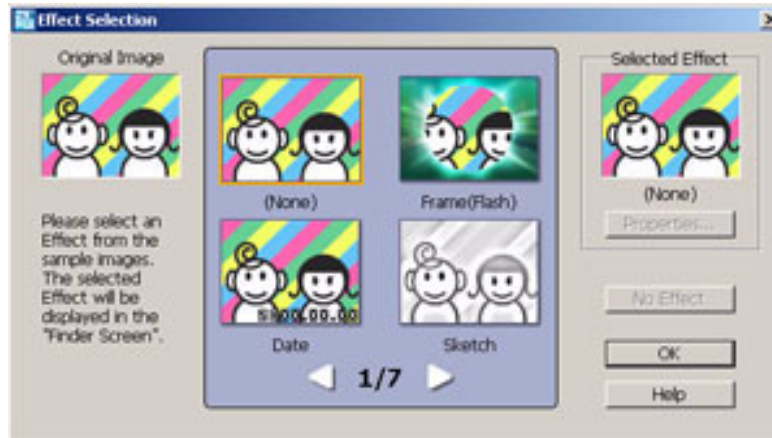 Effect Selection
Original Image
Please select an
Effect from the
sample images.
The selected
Effect will be
displayed in the
"Finder Screen".
(None)
Frame(Flash)
Date
Sketch
1/7
Selected Effect
(None)
Properties...
No Effect
OK
Help